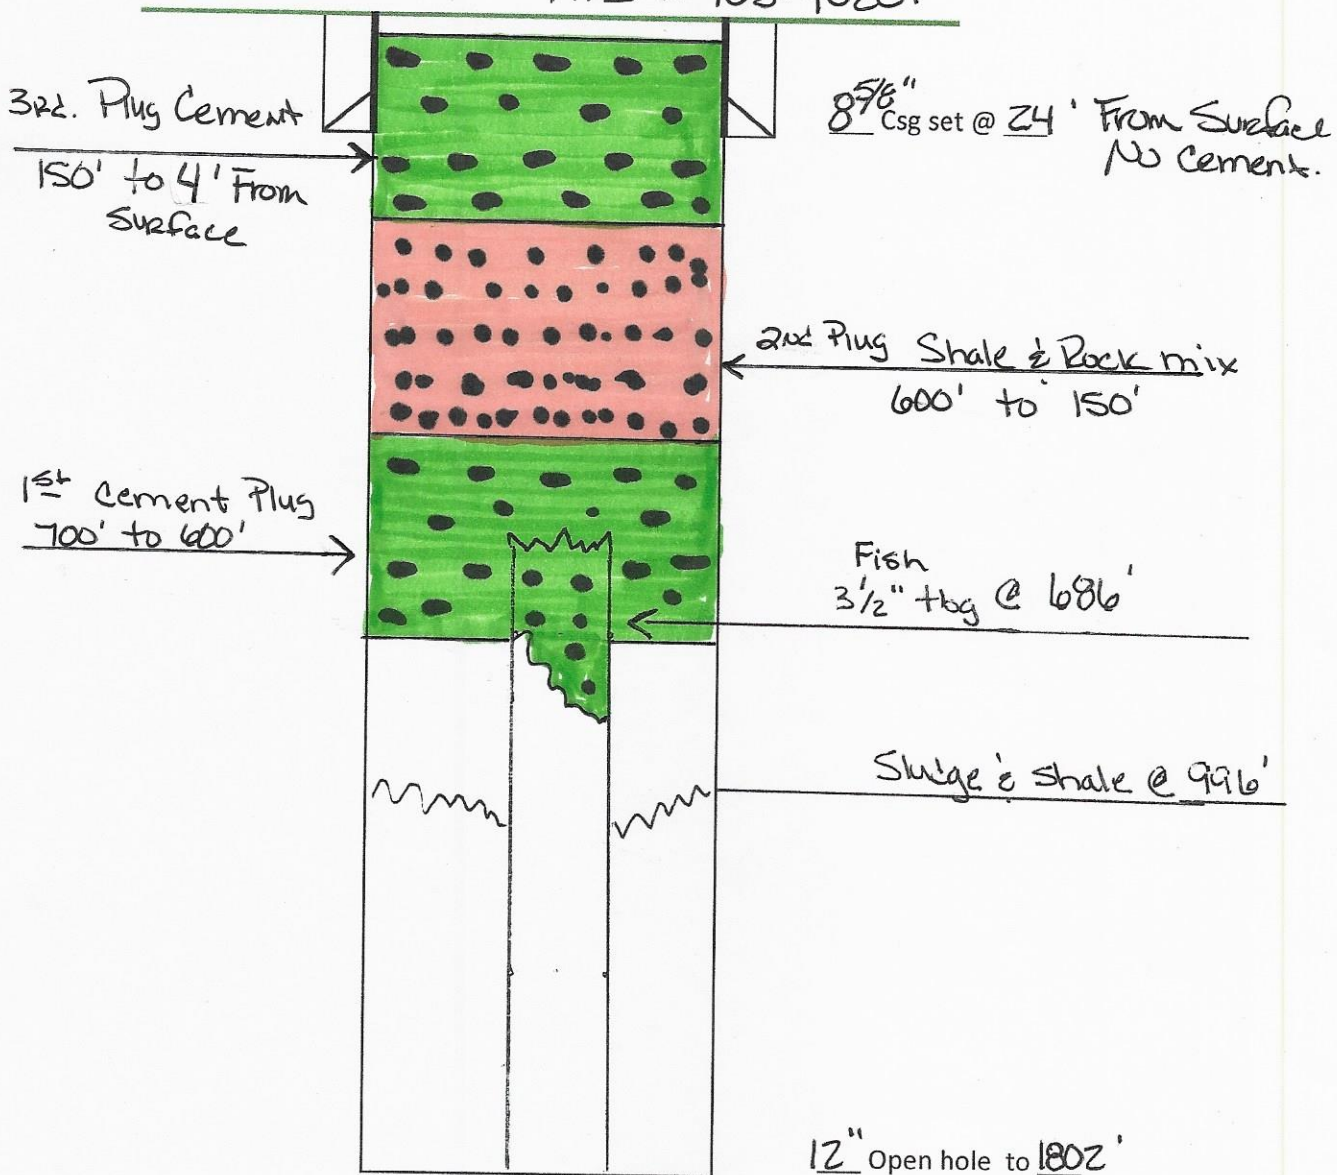 3rd. Plug Cement
150' to 4' From
Surface
8 5/8" Csg set @ 24' From Surface
No Cement.
2nd Plug Shale & Rock mix
600' to 150'
1st Cement Plug
700' to 600'
Fish
3 1/2" tbg @ 686'
Sludge & Shale @ 996'
12" Open hole to 1802'